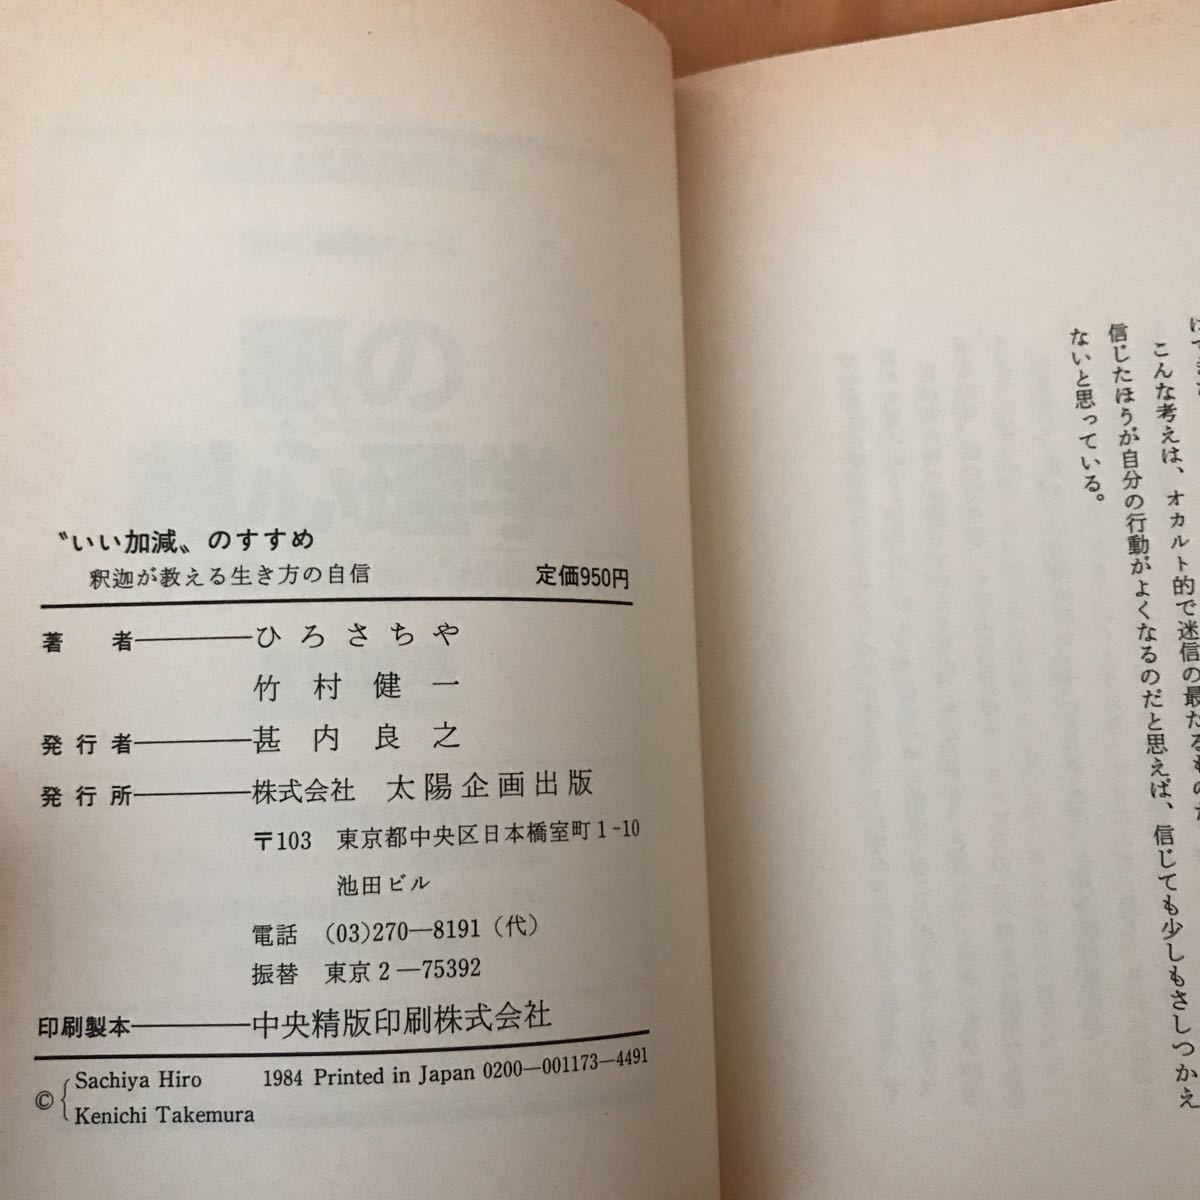 〝いい加減〟のすすめ
釈迦が教える生き方の自信 定価950円
著 者―――ひろさちや
竹村健一
発行者―――甚内良之
発行所―――株式会社 太陽企画出版
〒103 東京都中央区日本橋室町1-10
池田ビル
電話 (03)270―8191(代)
振替 東京2―75392
印刷製本―――中央精版印刷株式会社
© Sachiya Hiro 1984 Printed in Japan 0200―001173―4491
Kenichi Takemura
こんな考えは、オカルト的で迷信の最たるもの
信じたほうが自分の行動がよくなるのだと思えば、信じても少しもさしつかえ
ないと思っている。